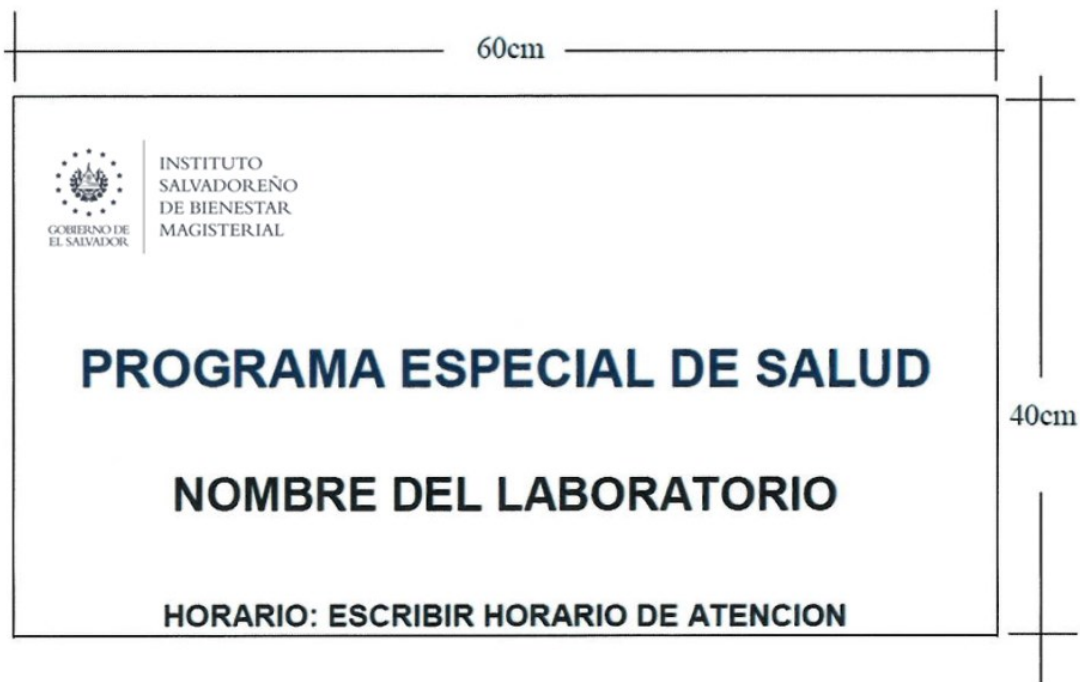 60cm
INSTITUTO
SALVADOREÑO
DE BIENESTAR
MAGISTERIAL
GOBIERNO DE
EL SALVADOR
PROGRAMA ESPECIAL DE SALUD
40cm
NOMBRE DEL LABORATORIO
HORARIO: ESCRIBIR HORARIO DE ATENCION